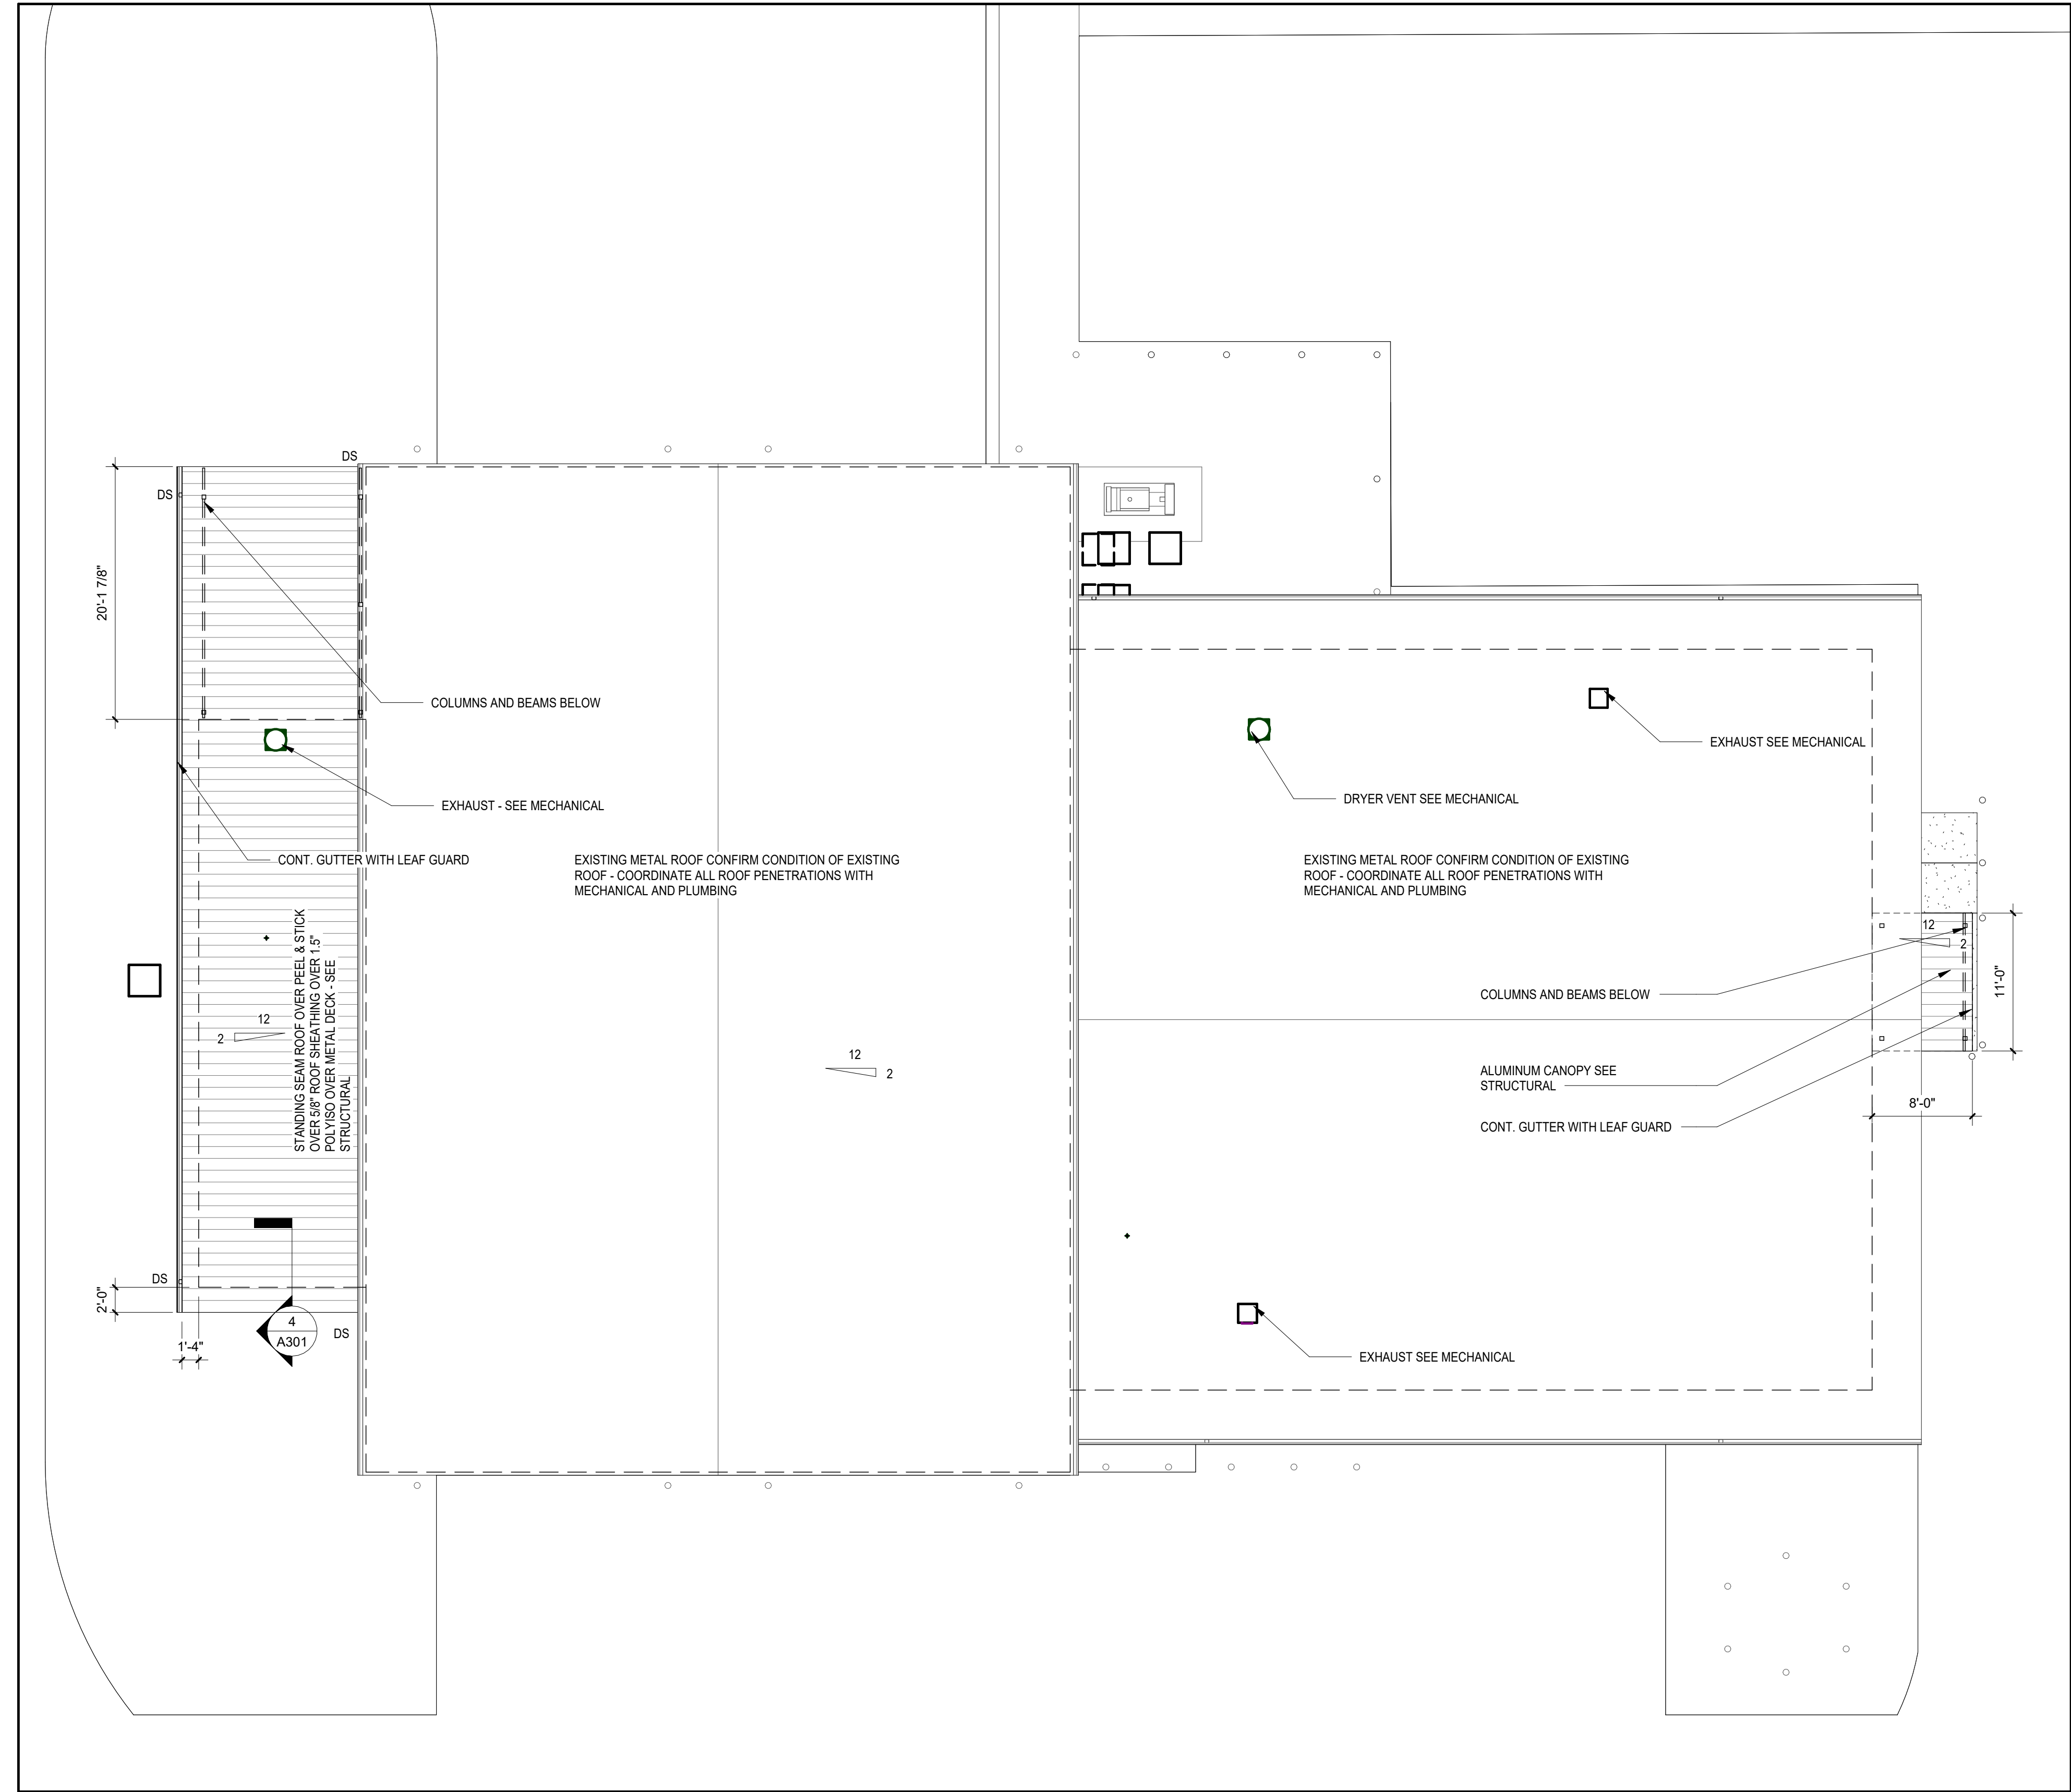 DS
DS
20'-1 7/8"
COLUMNS AND BEAMS BELOW
EXHAUST SEE MECHANICAL
DRYER VENT SEE MECHANICAL
EXHAUST - SEE MECHANICAL
CONT. GUTTER WITH LEAF GUARD
EXISTING METAL ROOF CONFIRM CONDITION OF EXISTING
ROOF - COORDINATE ALL ROOF PENETRATIONS WITH
MECHANICAL AND PLUMBING
EXISTING METAL ROOF CONFIRM CONDITION OF EXISTING
ROOF - COORDINATE ALL ROOF PENETRATIONS WITH
MECHANICAL AND PLUMBING
STANDING SEAM ROOF OVER PEEL & STICK
OVER 5/8" ROOF SHEATHING OVER 1.5"
POLYISO OVER METAL DECK - SEE
STRUCTURAL
12
2
12
2
12
2
COLUMNS AND BEAMS BELOW
11'-0"
ALUMINUM CANOPY SEE
STRUCTURAL
8'-0"
CONT. GUTTER WITH LEAF GUARD
DS
2'-0"
1'-4"
4
A301
DS
EXHAUST SEE MECHANICAL